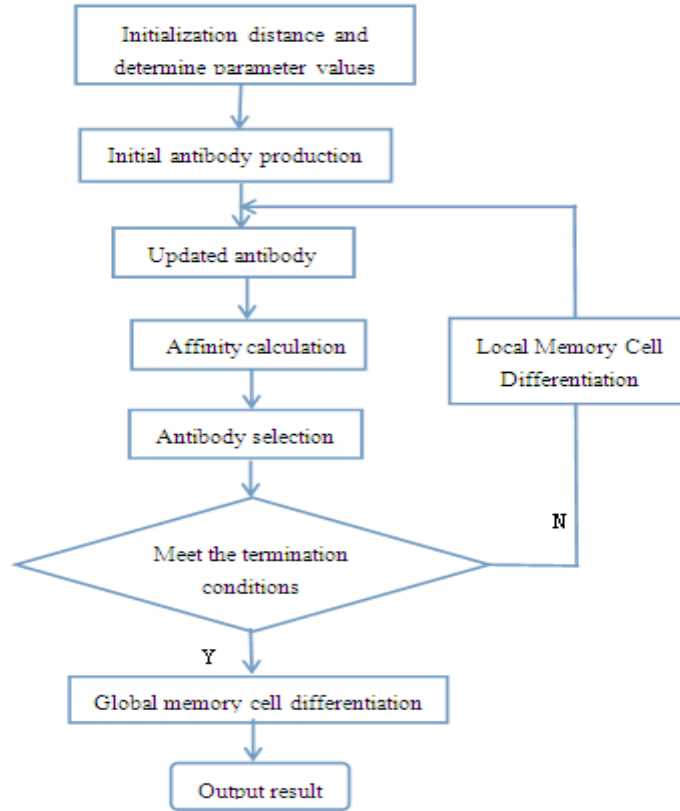 Initialization distance and
determine parameter values
Initial antibody production
Updated antibody
Affinity calculation
Local Memory Cell
Differentiation
Antibody selection
N
Meet the termination
conditions
Y
Global memory cell differentiation
Output result